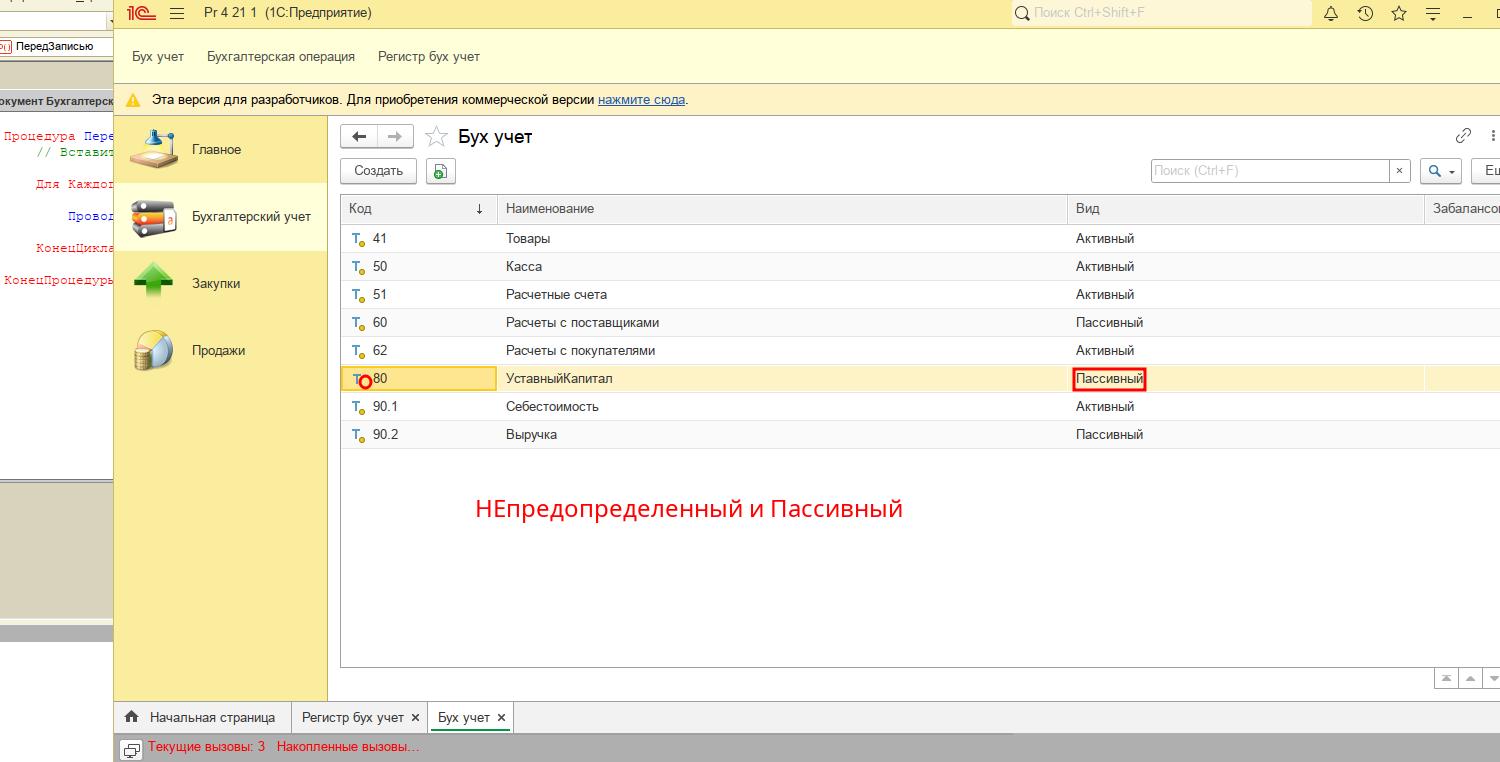 1С Pr 4 21 1 (1С:Предприятие) Поиск Ctrl+Shift+F
ПередЗаписью
Бух учет Бухгалтерская операция Регистр бух учет
Эта версия для разработчиков. Для приобретения коммерческой версии нажмите сюда.
окумент Бухгалтерск
Процедура Пере
// Вставит
Для Каждог
Провод
КонецЦикла
КонецПроцедуры
Главное
Бухгалтерский учет
Закупки
Продажи
Бух учет
Создать Поиск (Ctrl+F) × Ещ
Код Наименование Вид Забалансо
41 Товары Активный
50 Касса Активный
51 Расчетные счета Активный
60 Расчеты с поставщиками Пассивный
62 Расчеты с покупателями Активный
80 УставныйКапитал Пассивный
90.1 Себестоимость Активный
90.2 Выручка Пассивный
НЕпредопределенный и Пассивный
Начальная страница Регистр бух учет × Бух учет ×
Текущие вызовы: 3 Накопленные вызовы...